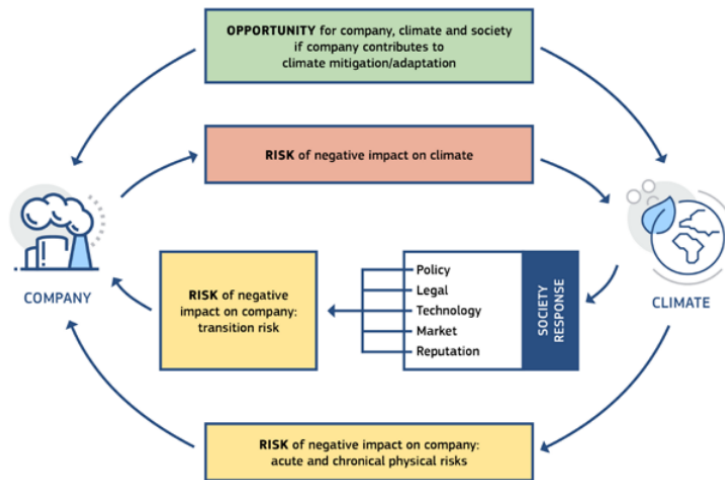 OPPORTUNITY for company, climate and society
if company contributes to
climate mitigation/adaptation
RISK of negative impact on climate
COMPANY
RISK of negative
impact on company:
transition risk
Policy
Legal
Technology
Market
Reputation
SOCIETY
RESPONSE
CLIMATE
RISK of negative impact on company:
acute and chronical physical risks